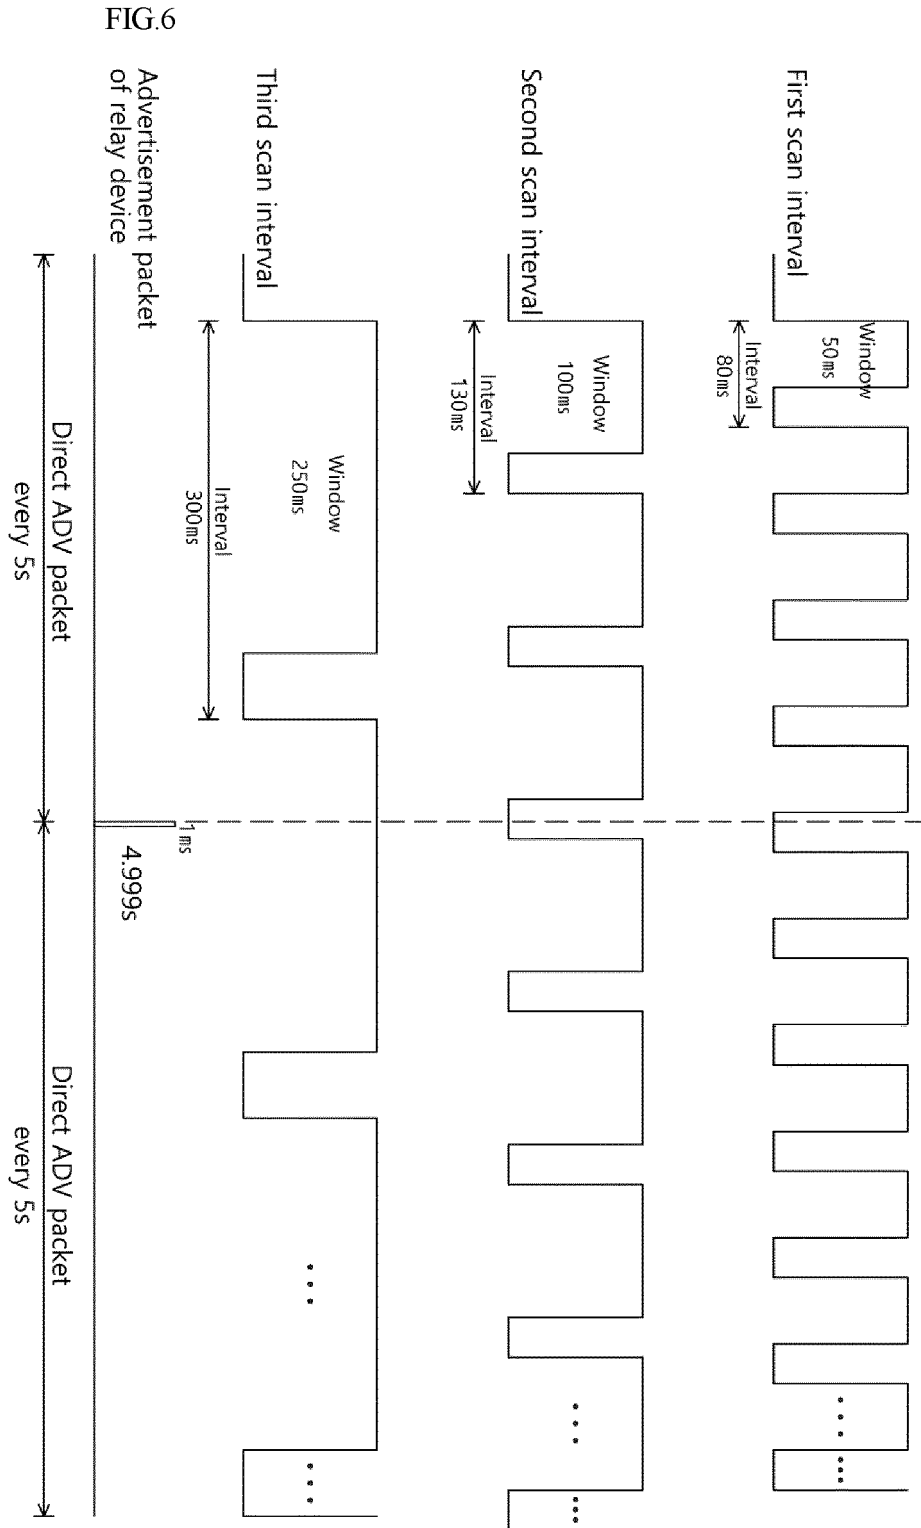 FIG.6
First scan interval
Window
50ms
Interval
80ms
Second scan interval
Window
100ms
Interval
130ms
Third scan interval
Window
250ms
Interval
300ms
Advertisement packet
of relay device
1ms
4.999s
Direct ADV packet
every 5s
Direct ADV packet
every 5s